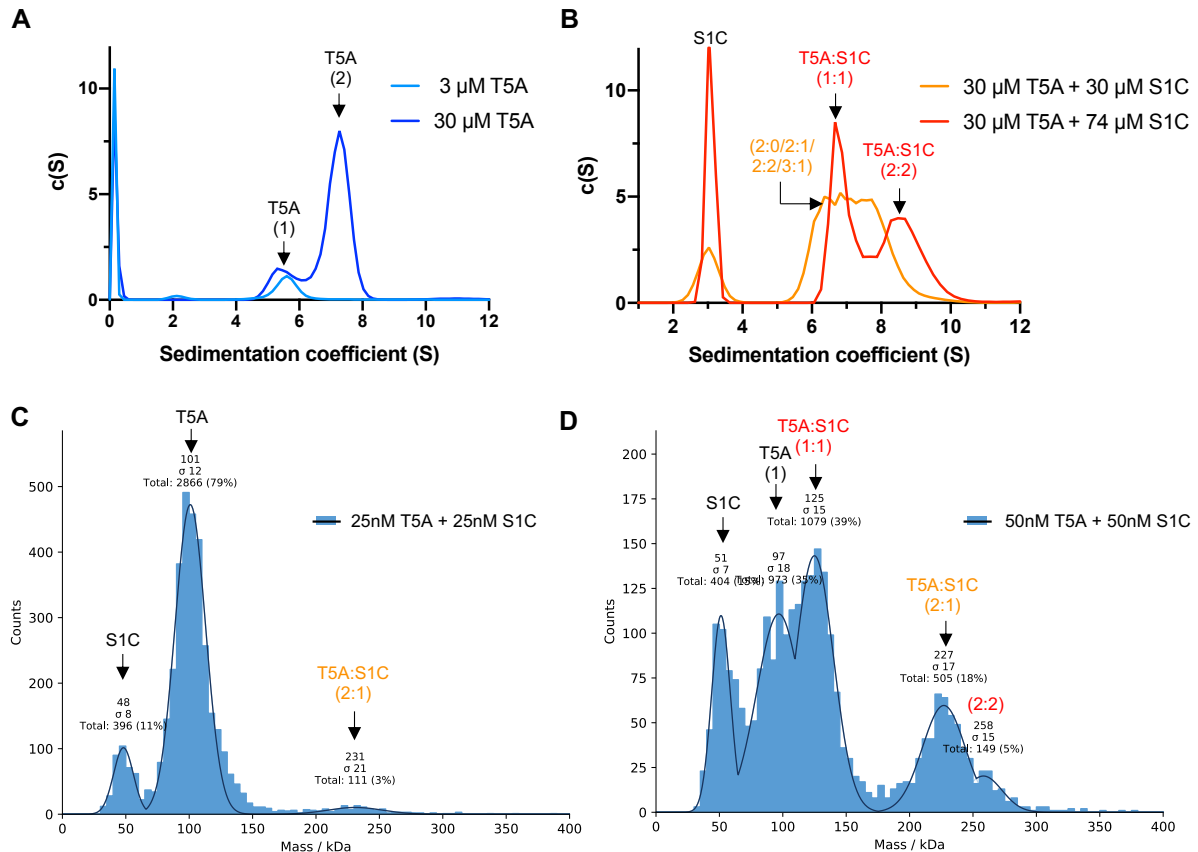 A
T5A
(2)
3 µM T5A
30 µM T5A
T5A
(1)
c(S)
10
5
0
0 2 4 6 8 10 12
Sedimentation coefficient (S)
B
S1C
T5A:S1C
(1:1)
30 µM T5A + 30 µM S1C
30 µM T5A + 74 µM S1C
(2:0/2:1/
2:2/3:1)
T5A:S1C
(2:2)
c(S)
10
5
0
2 4 6 8 10 12
Sedimentation coefficient (S)
C
T5A
101
σ 12
Total: 2866 (79%)
25nM T5A + 25nM S1C
S1C
48
σ 8
Total: 396 (11%)
T5A:S1C
(2:1)
231
σ 21
Total: 111 (3%)
Counts
500
400
300
200
100
0
0 50 100 150 200 250 300 350 400
Mass / kDa
D
T5A:S1C
(1:1)
T5A
(1)
S1C
125
σ 15
Total: 1079 (39%)
50nM T5A + 50nM S1C
51
σ 7
Total: 404 (15%)
97
σ 18
Total: 973 (35%)
T5A:S1C
(2:1)
227
σ 17
Total: 505 (18%)
(2:2)
258
σ 15
Total: 149 (5%)
Counts
200
175
150
125
100
75
50
25
0
0 50 100 150 200 250 300 350 400
Mass / kDa